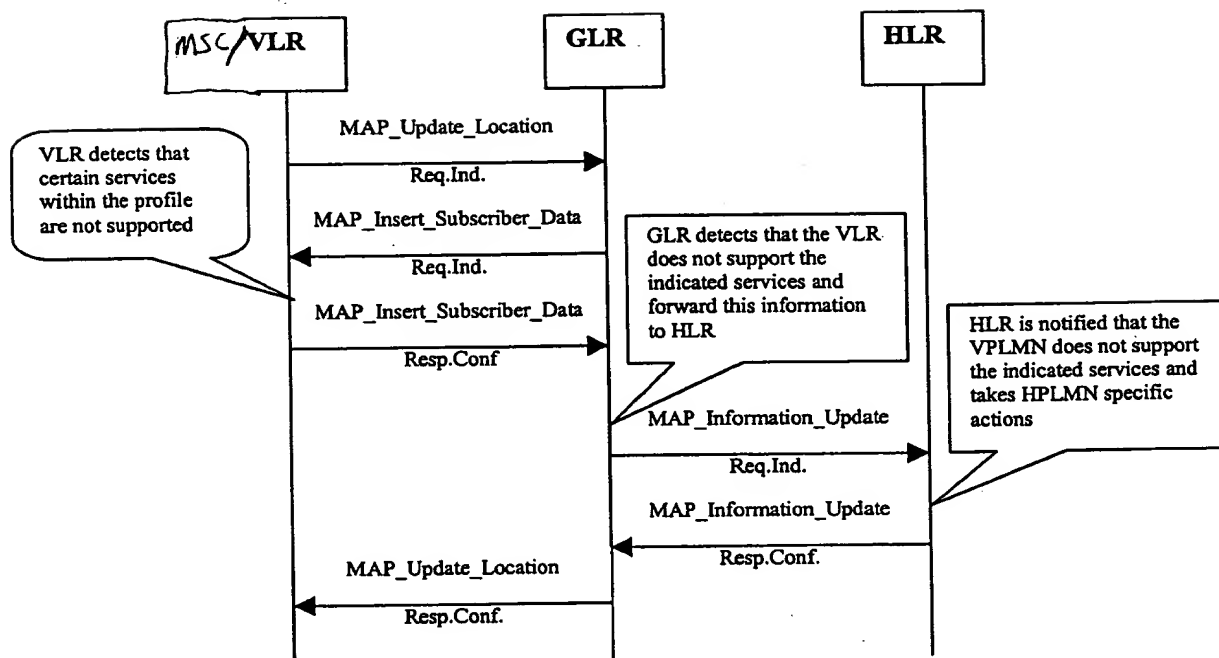 MSC/VLR
GLR
HLR
MAP_Update_Location
Req.Ind.
VLR detects that
certain services
within the profile
are not supported
MAP_Insert_Subscriber_Data
Req.Ind.
MAP_Insert_Subscriber_Data
Resp.Conf
GLR detects that the VLR
does not support the
indicated services and
forward this information
to HLR
HLR is notified that the
VPLMN does not support
the indicated services and
takes HPLMN specific
actions
MAP_Information_Update
Req.Ind.
MAP_Information_Update
Resp.Conf.
MAP_Update_Location
Resp.Conf.